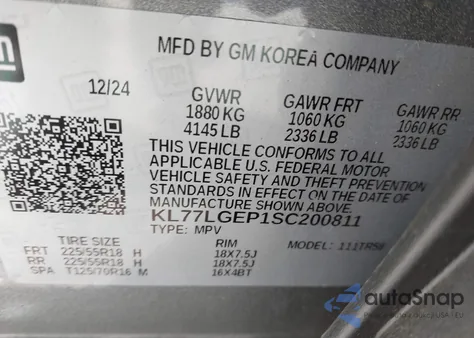 gm
MFD BY GM KOREA COMPANY
12/24
GVWR GAWR FRT GAWR RR
1880 KG 1060 KG 1060 KG
4145 LB 2336 LB 2336 LB
THIS VEHICLE CONFORMS TO ALL
APPLICABLE U.S. FEDERAL MOTOR
VEHICLE SAFETY AND THEFT PREVENTION
STANDARDS IN EFFECT ON THE DATE OF
MANUFACTURE SHOWN ABOVE.
KL77LGEP1SC200811
TYPE: MPV MODEL: 111TR58
TIRE SIZE RIM
FRT 225/55R18 H 18X7.5J
RR 225/55R18 H 18X7.5J
SPA T125/70R16 M 16X4BT
autoSnap